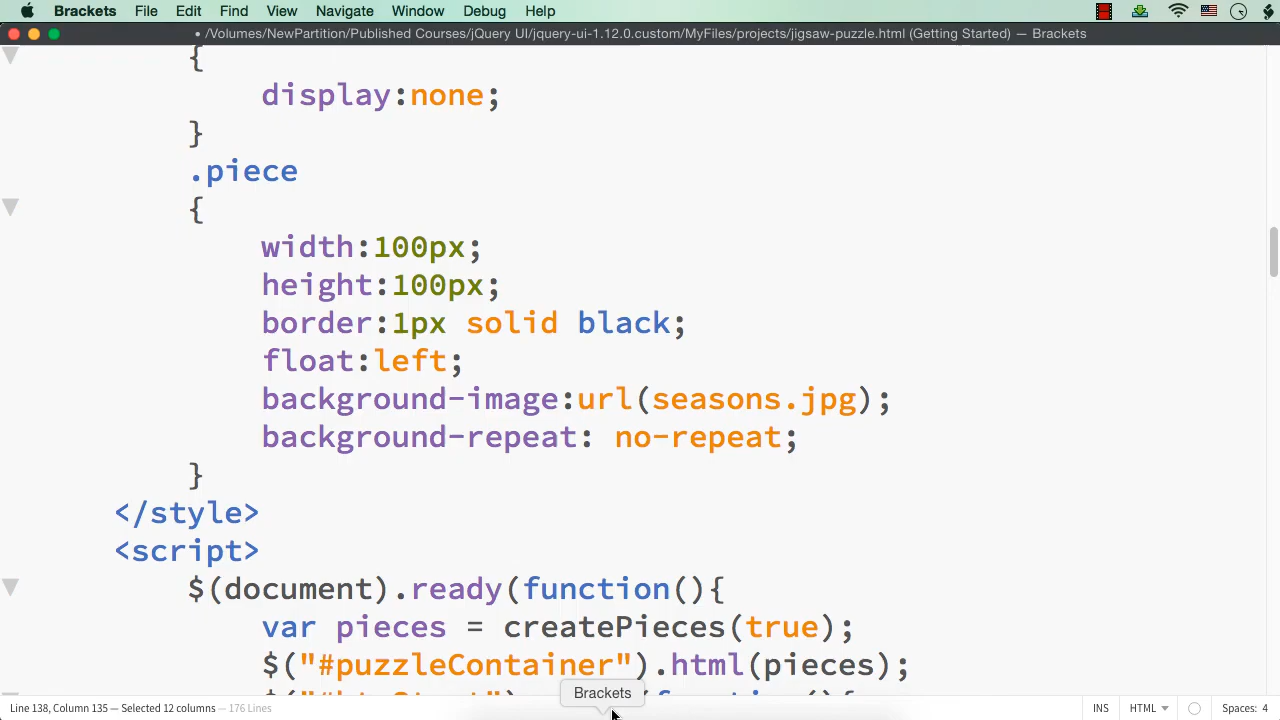 Brackets File Edit Find View Navigate Window Debug Help
• /Volumes/NewPartition/Published Courses/jQuery UI/jquery-ui-1.12.0.custom/MyFiles/projects/jigsaw-puzzle.html (Getting Started) — Brackets
{
display:none;
}
.piece
{
width:100px;
height:100px;
border:1px solid black;
float:left;
background-image:url(seasons.jpg);
background-repeat: no-repeat;
}
</style>
<script>
$(document).ready(function(){
var pieces = createPieces(true);
$("#puzzleContainer").html(pieces);
Brackets
Line 138, Column 135 — Selected 12 columns — 176 Lines INS HTML Spaces: 4